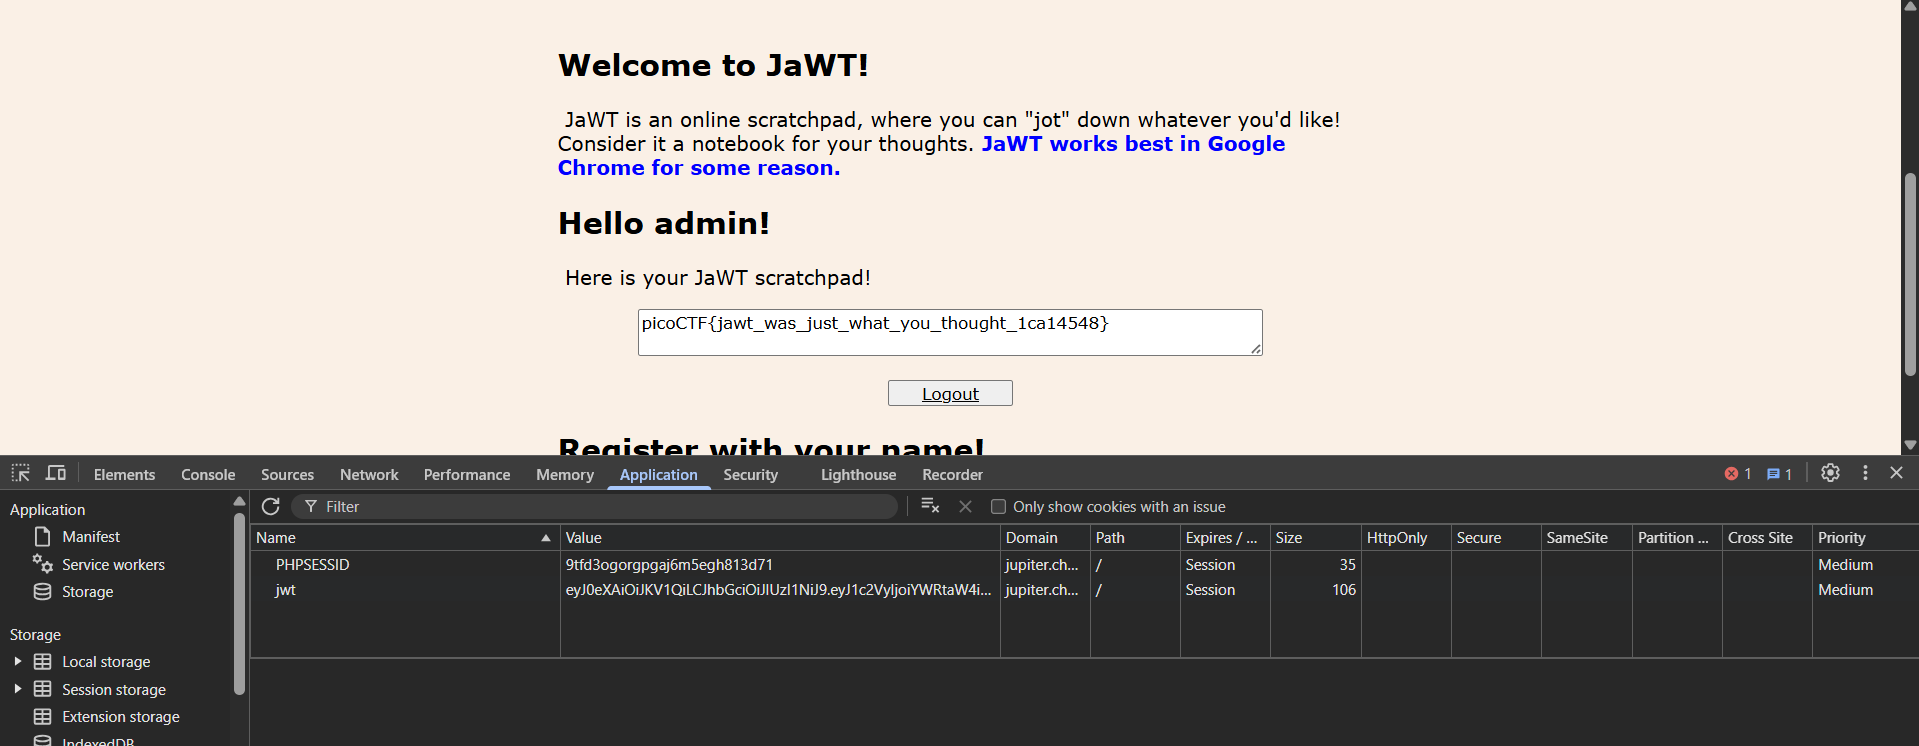 Welcome to JaWT!
JaWT is an online scratchpad, where you can "jot" down whatever you'd like!
Consider it a notebook for your thoughts. JaWT works best in Google
Chrome for some reason.
Hello admin!
Here is your JaWT scratchpad!
picoCTF{jawt_was_just_what_you_thought_1ca14548}
Logout
Register with your name!
Elements Console Sources Network Performance Memory Application Security Lighthouse Recorder 1 1
Application
Manifest
Service workers
Storage
Storage
Local storage
Session storage
Extension storage
IndexedDB
Filter Only show cookies with an issue
Name Value Domain Path Expires / ... Size HttpOnly Secure SameSite Partition ... Cross Site Priority
PHPSESSID 9tfd3ogorgpgaj6m5egh813d71 jupiter.ch... / Session 35 Medium
jwt eyJ0eXAiOiJKV1QiLCJhbGciOiJIUzI1NiJ9.eyJ1c2VyIjoiYWRtaW4i... jupiter.ch... / Session 106 Medium